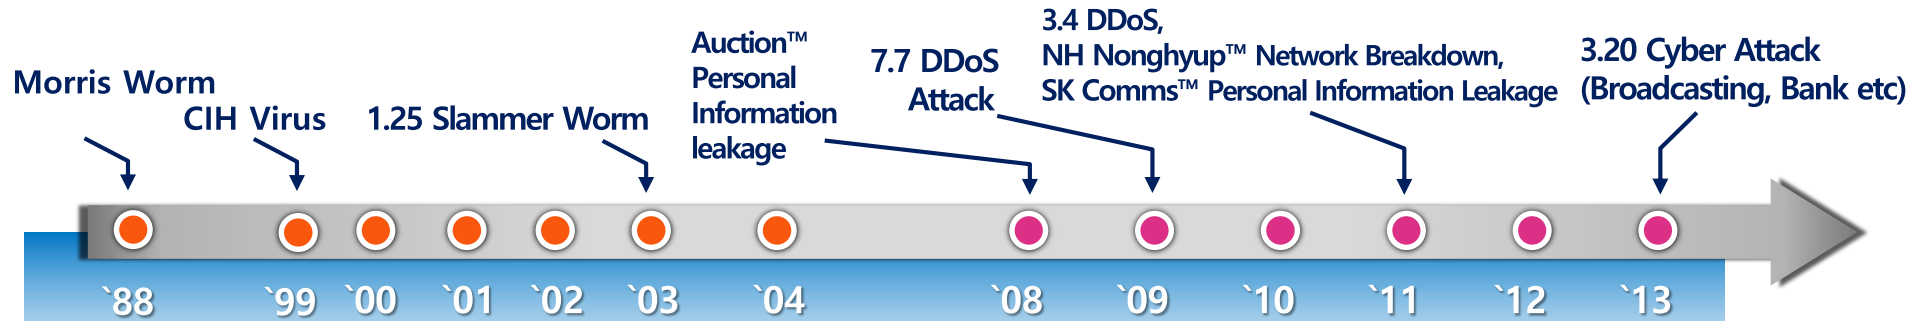 Morris Worm
CIH Virus
1.25 Slammer Worm
Auction™
Personal
Information
leakage
7.7 DDoS
Attack
3.4 DDoS,
NH Nonghyup™ Network Breakdown,
SK Comms™ Personal Information Leakage
3.20 Cyber Attack
(Broadcasting, Bank etc)
`88 `99 `00 `01 `02 `03 `04 `08 `09 `10 `11 `12 `13